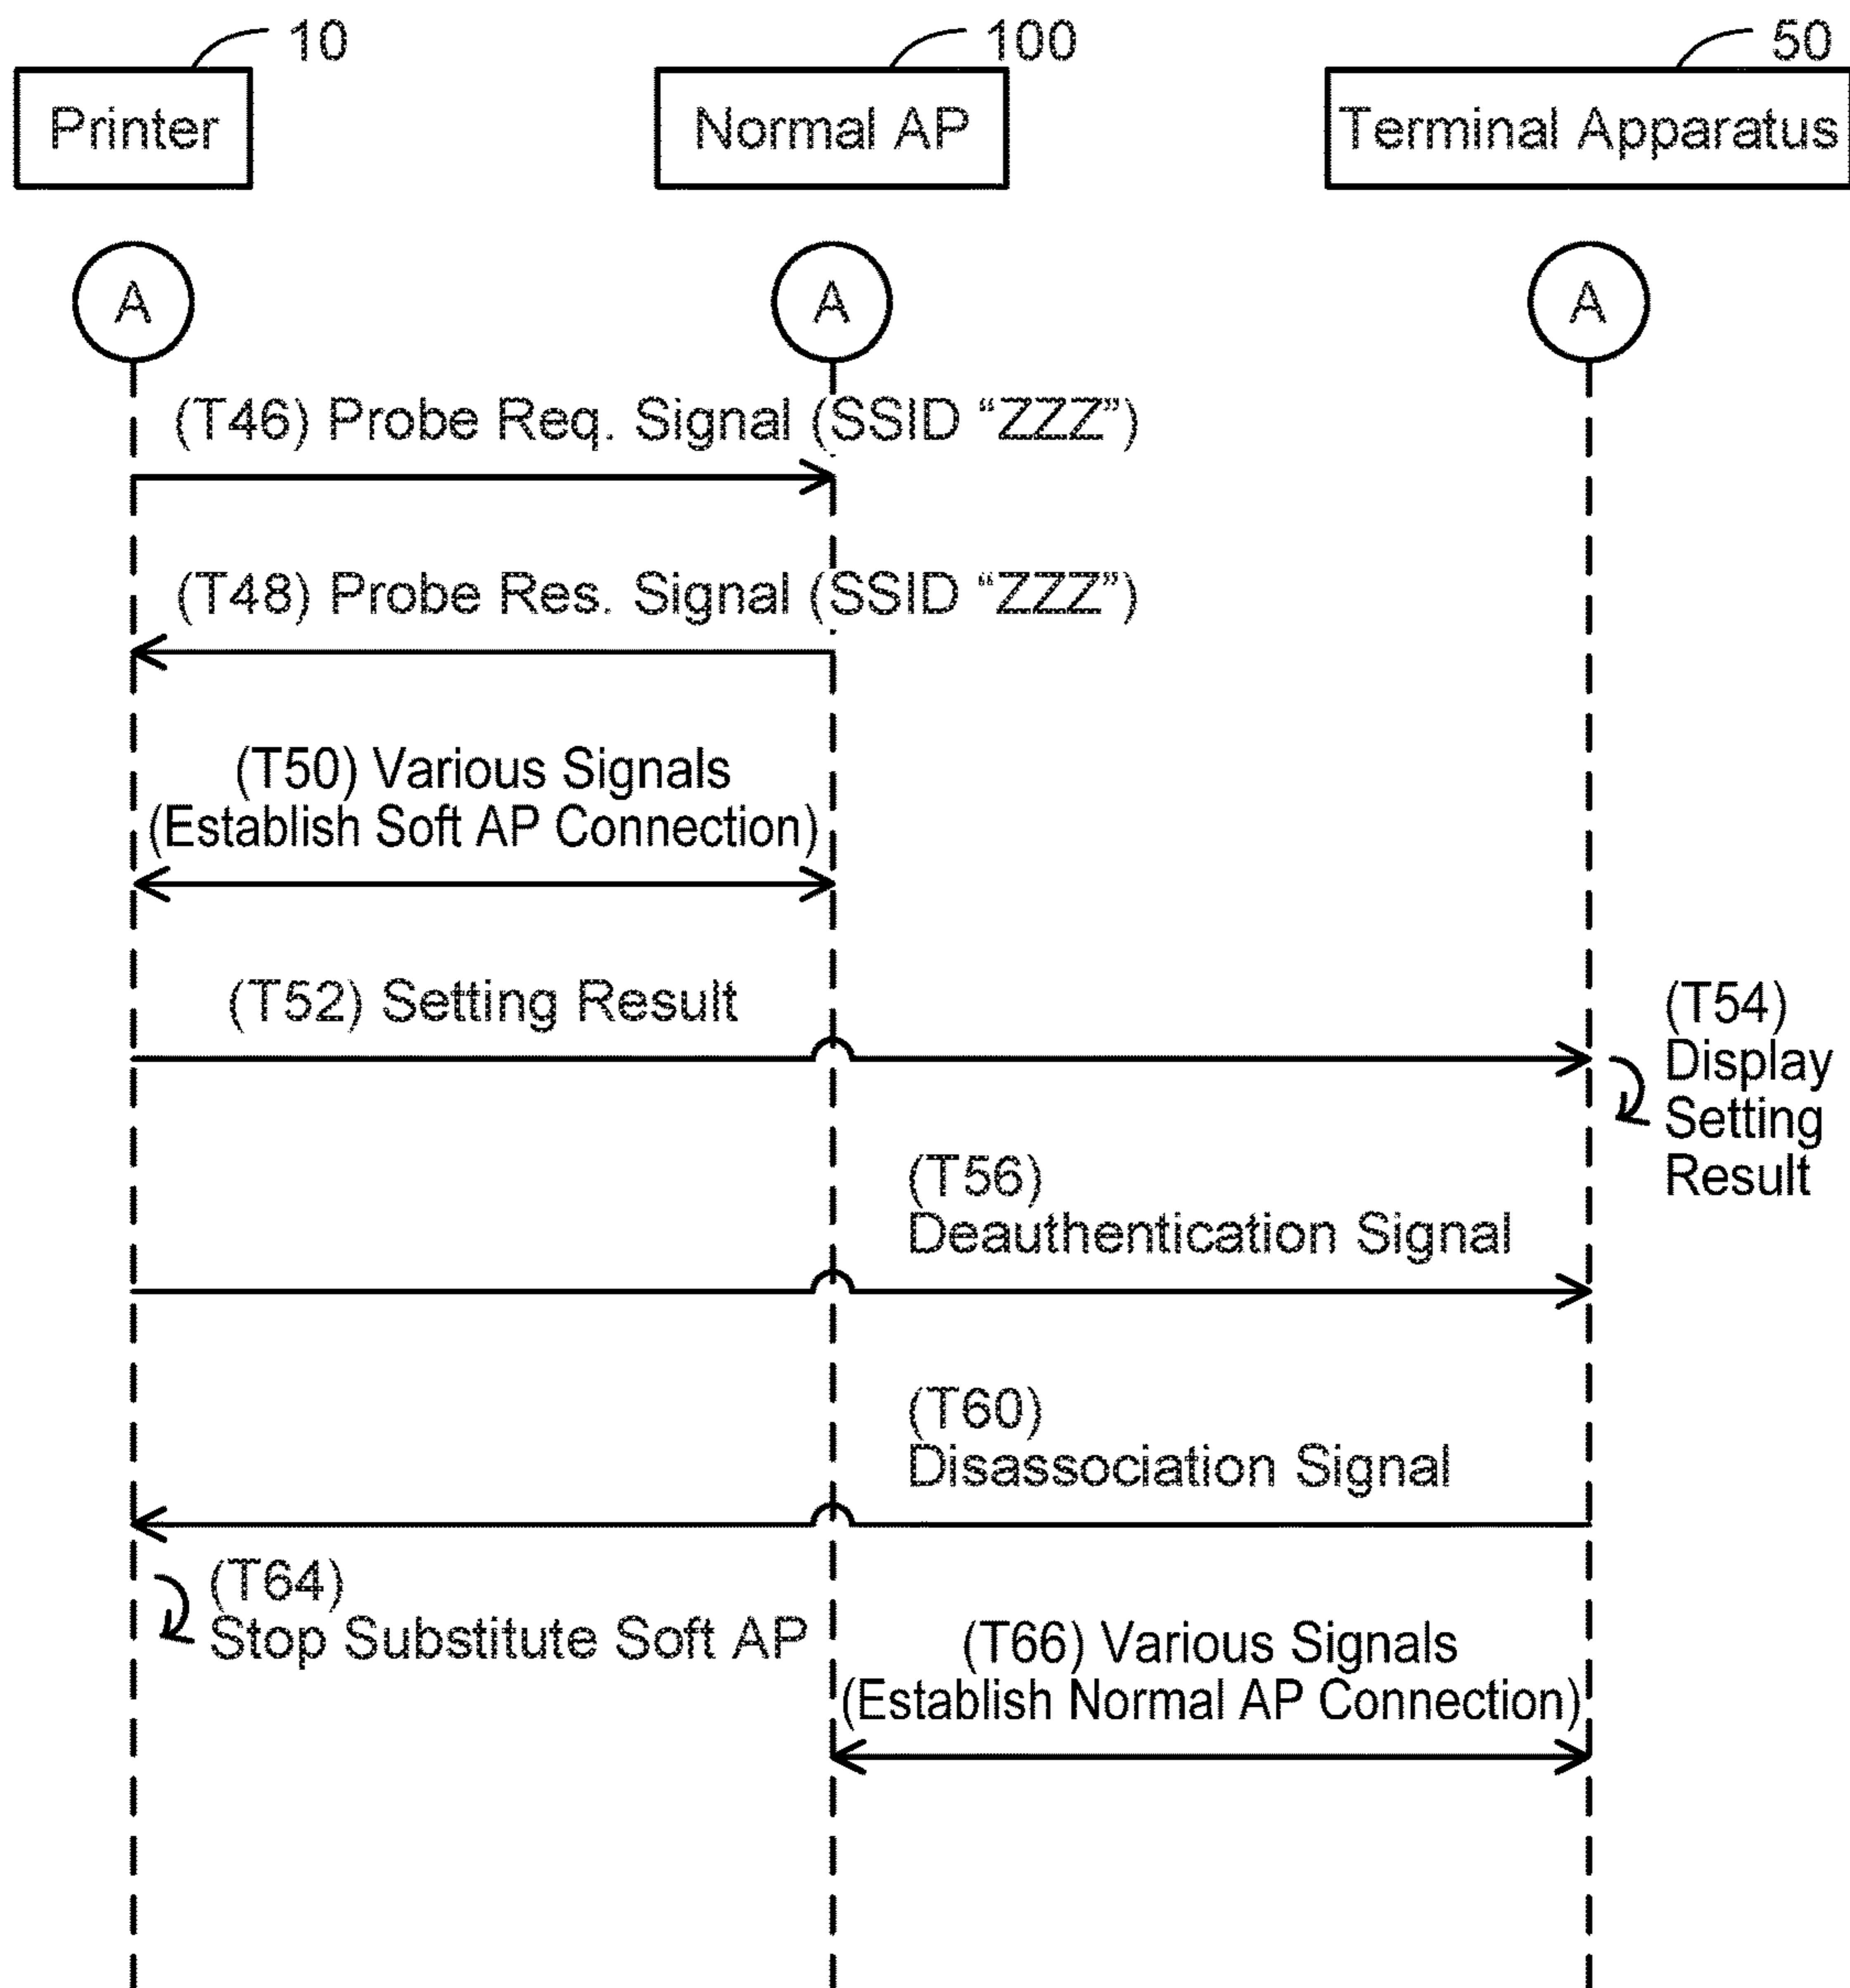 10
100
50
Printer
Normal AP
Terminal Apparatus
A
A
A
(T46) Probe Req. Signal (SSID “ZZZ”)
(T48) Probe Res. Signal (SSID “ZZZ”)
(T50) Various Signals
(Establish Soft AP Connection)
(T52) Setting Result
(T54)
Display
Setting
Result
(T56)
Deauthentication Signal
(T60)
Disassociation Signal
(T64)
Stop Substitute Soft AP
(T66) Various Signals
(Establish Normal AP Connection)